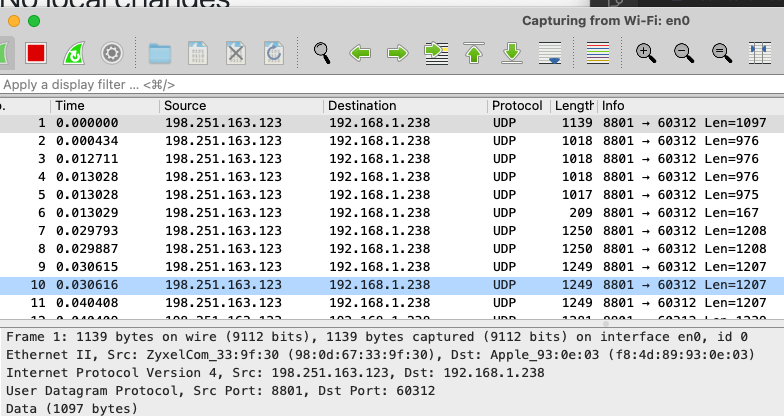 No local changes
Capturing from Wi-Fi: en0
Apply a display filter ... <⌘/>
Time Source Destination Protocol Length Info
1 0.000000 198.251.163.123 192.168.1.238 UDP 1139 8801 → 60312 Len=1097
2 0.000434 198.251.163.123 192.168.1.238 UDP 1018 8801 → 60312 Len=976
3 0.012711 198.251.163.123 192.168.1.238 UDP 1018 8801 → 60312 Len=976
4 0.013028 198.251.163.123 192.168.1.238 UDP 1018 8801 → 60312 Len=976
5 0.013028 198.251.163.123 192.168.1.238 UDP 1017 8801 → 60312 Len=975
6 0.013029 198.251.163.123 192.168.1.238 UDP 209 8801 → 60312 Len=167
7 0.029793 198.251.163.123 192.168.1.238 UDP 1250 8801 → 60312 Len=1208
8 0.029887 198.251.163.123 192.168.1.238 UDP 1250 8801 → 60312 Len=1208
9 0.030615 198.251.163.123 192.168.1.238 UDP 1249 8801 → 60312 Len=1207
10 0.030616 198.251.163.123 192.168.1.238 UDP 1249 8801 → 60312 Len=1207
11 0.040408 198.251.163.123 192.168.1.238 UDP 1249 8801 → 60312 Len=1207
Frame 1: 1139 bytes on wire (9112 bits), 1139 bytes captured (9112 bits) on interface en0, id 0
Ethernet II, Src: ZyxelCom_33:9f:30 (98:0d:67:33:9f:30), Dst: Apple_93:0e:03 (f8:4d:89:93:0e:03)
Internet Protocol Version 4, Src: 198.251.163.123, Dst: 192.168.1.238
User Datagram Protocol, Src Port: 8801, Dst Port: 60312
Data (1097 bytes)